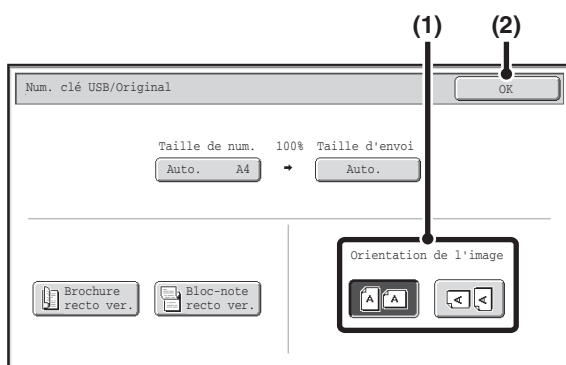 (1) (2)
Num. clé USB/Original OK
Taille de num. 100% Taille d'envoi
Auto. A4 → Auto.
Orientation de l'image
Brochure
recto ver.
Bloc-note
recto ver.
A A A A